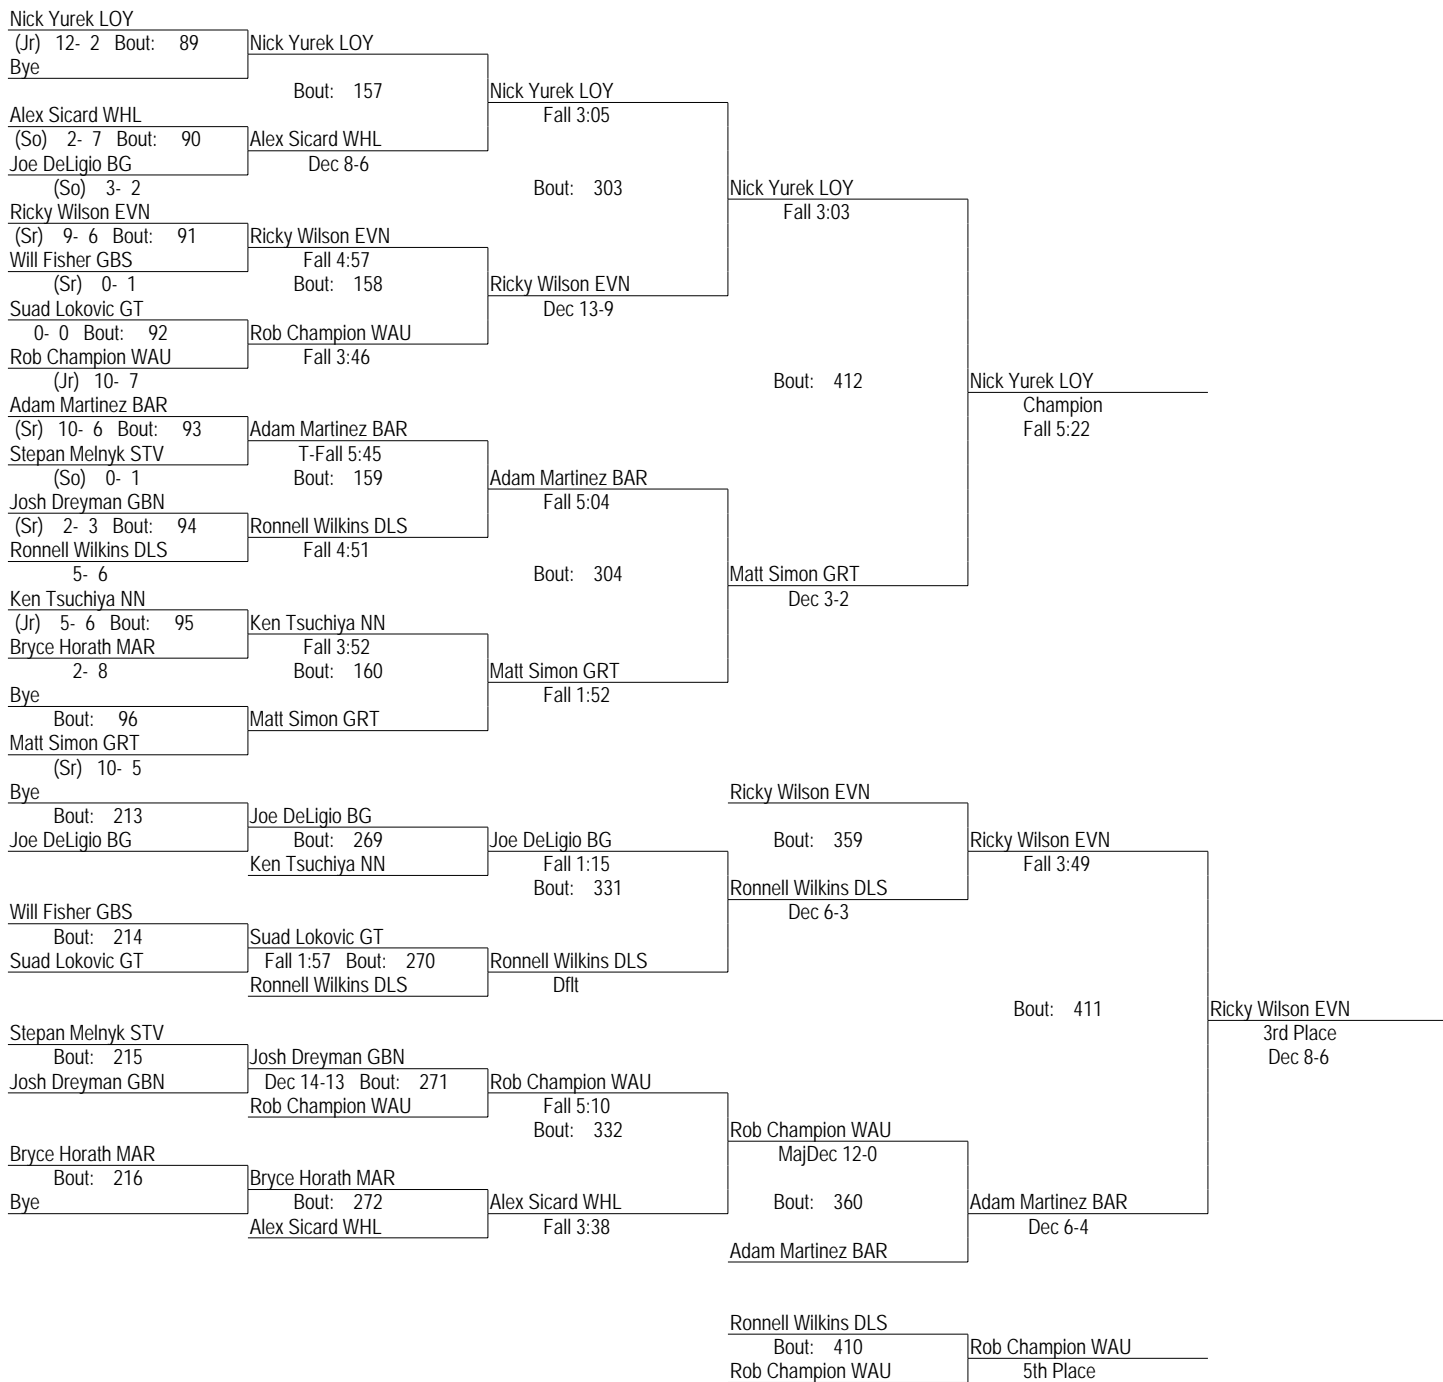 Nick Yurek LOY
(Jr) 12- 2 Bout: 89 Nick Yurek LOY
Bye
Bout: 157 Nick Yurek LOY
Alex Sicard WHL Fall 3:05
(So) 2- 7 Bout: 90 Alex Sicard WHL
Joe DeLigio BG Dec 8-6
(So) 3- 2 Bout: 303 Nick Yurek LOY
Ricky Wilson EVN Fall 3:03
(Sr) 9- 6 Bout: 91 Ricky Wilson EVN
Will Fisher GBS Fall 4:57
(Sr) 0- 1 Bout: 158 Ricky Wilson EVN
Suad Lokovic GT Dec 13-9
0- 0 Bout: 92 Rob Champion WAU
Rob Champion WAU Fall 3:46
(Jr) 10- 7 Bout: 412 Nick Yurek LOY
Adam Martinez BAR Champion
(Sr) 10- 6 Bout: 93 Adam Martinez BAR Fall 5:22
Stepan Melnyk STV T-Fall 5:45
(So) 0- 1 Bout: 159 Adam Martinez BAR
Josh Dreyman GBN Fall 5:04
(Sr) 2- 3 Bout: 94 Ronnell Wilkins DLS
Ronnell Wilkins DLS Fall 4:51
5- 6 Bout: 304 Matt Simon GRT
Ken Tsuchiya NN Dec 3-2
(Jr) 5- 6 Bout: 95 Ken Tsuchiya NN
Bryce Horath MAR Fall 3:52
2- 8 Bout: 160 Matt Simon GRT
Bye Fall 1:52
Bout: 96 Matt Simon GRT
Matt Simon GRT
(Sr) 10- 5
Bye Ricky Wilson EVN
Bout: 213 Joe DeLigio BG
Joe DeLigio BG Bout: 269 Joe DeLigio BG Bout: 359 Ricky Wilson EVN
Ken Tsuchiya NN Fall 1:15 Fall 3:49
Bout: 331 Ronnell Wilkins DLS
Will Fisher GBS Dec 6-3
Bout: 214 Suad Lokovic GT
Suad Lokovic GT Fall 1:57 Bout: 270 Ronnell Wilkins DLS
Ronnell Wilkins DLS Dflt
Bout: 411 Ricky Wilson EVN
Stepan Melnyk STV 3rd Place
Bout: 215 Josh Dreyman GBN Dec 8-6
Josh Dreyman GBN Dec 14-13 Bout: 271 Rob Champion WAU
Rob Champion WAU Fall 5:10
Bout: 332 Rob Champion WAU
Bryce Horath MAR MajDec 12-0
Bout: 216 Bryce Horath MAR
Bye Bout: 272 Alex Sicard WHL Bout: 360 Adam Martinez BAR
Alex Sicard WHL Fall 3:38 Dec 6-4
Adam Martinez BAR
Ronnell Wilkins DLS
Bout: 410 Rob Champion WAU
Rob Champion WAU 5th Place